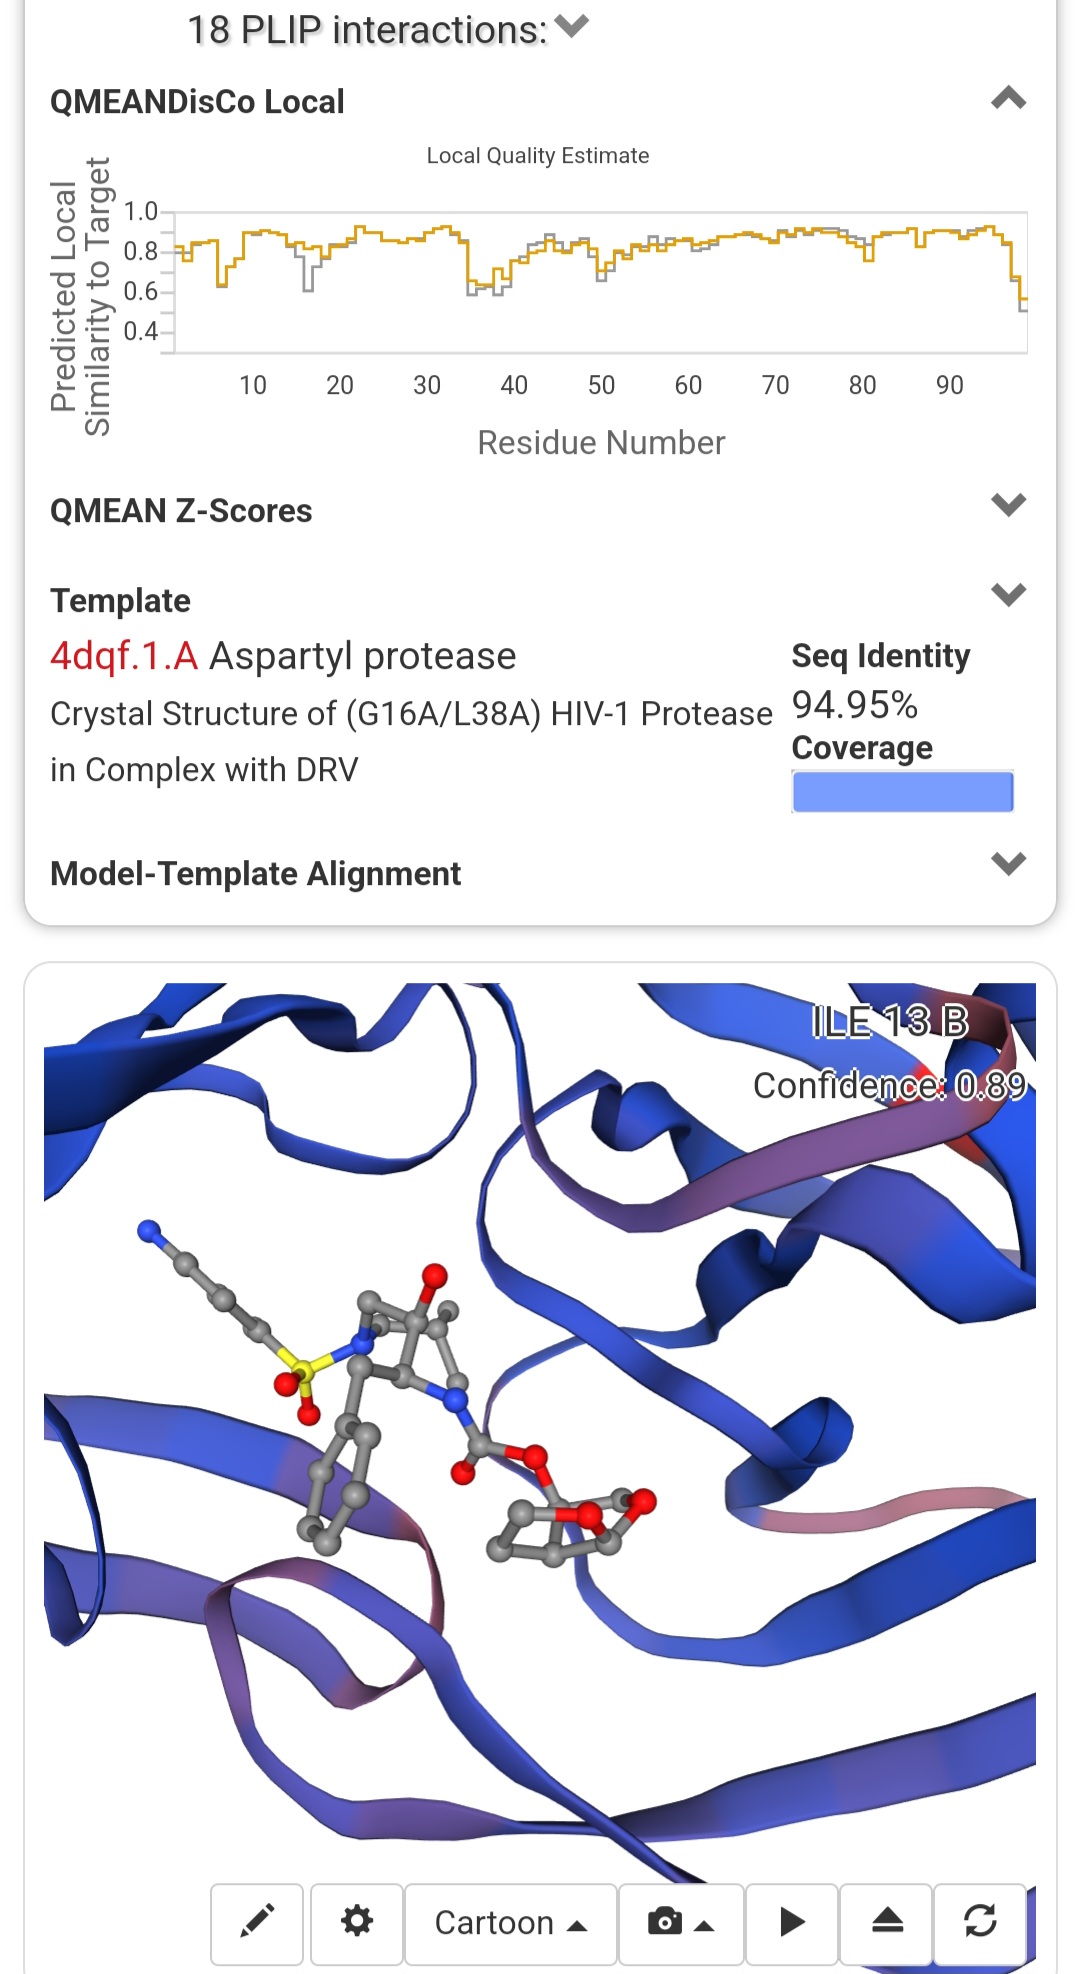 18 PLIP interactions:
QMEANDisCo Local
Local Quality Estimate
Predicted Local
Similarity to Target
1.0
0.8
0.6
0.4
10 20 30 40 50 60 70 80 90
Residue Number
QMEAN Z-Scores
Template
4dqf.1.A Aspartyl protease
Crystal Structure of (G16A/L38A) HIV-1 Protease
in Complex with DRV
Seq Identity
94.95%
Coverage
Model-Template Alignment
ILE 13 B
Confidence: 0.89
Cartoon